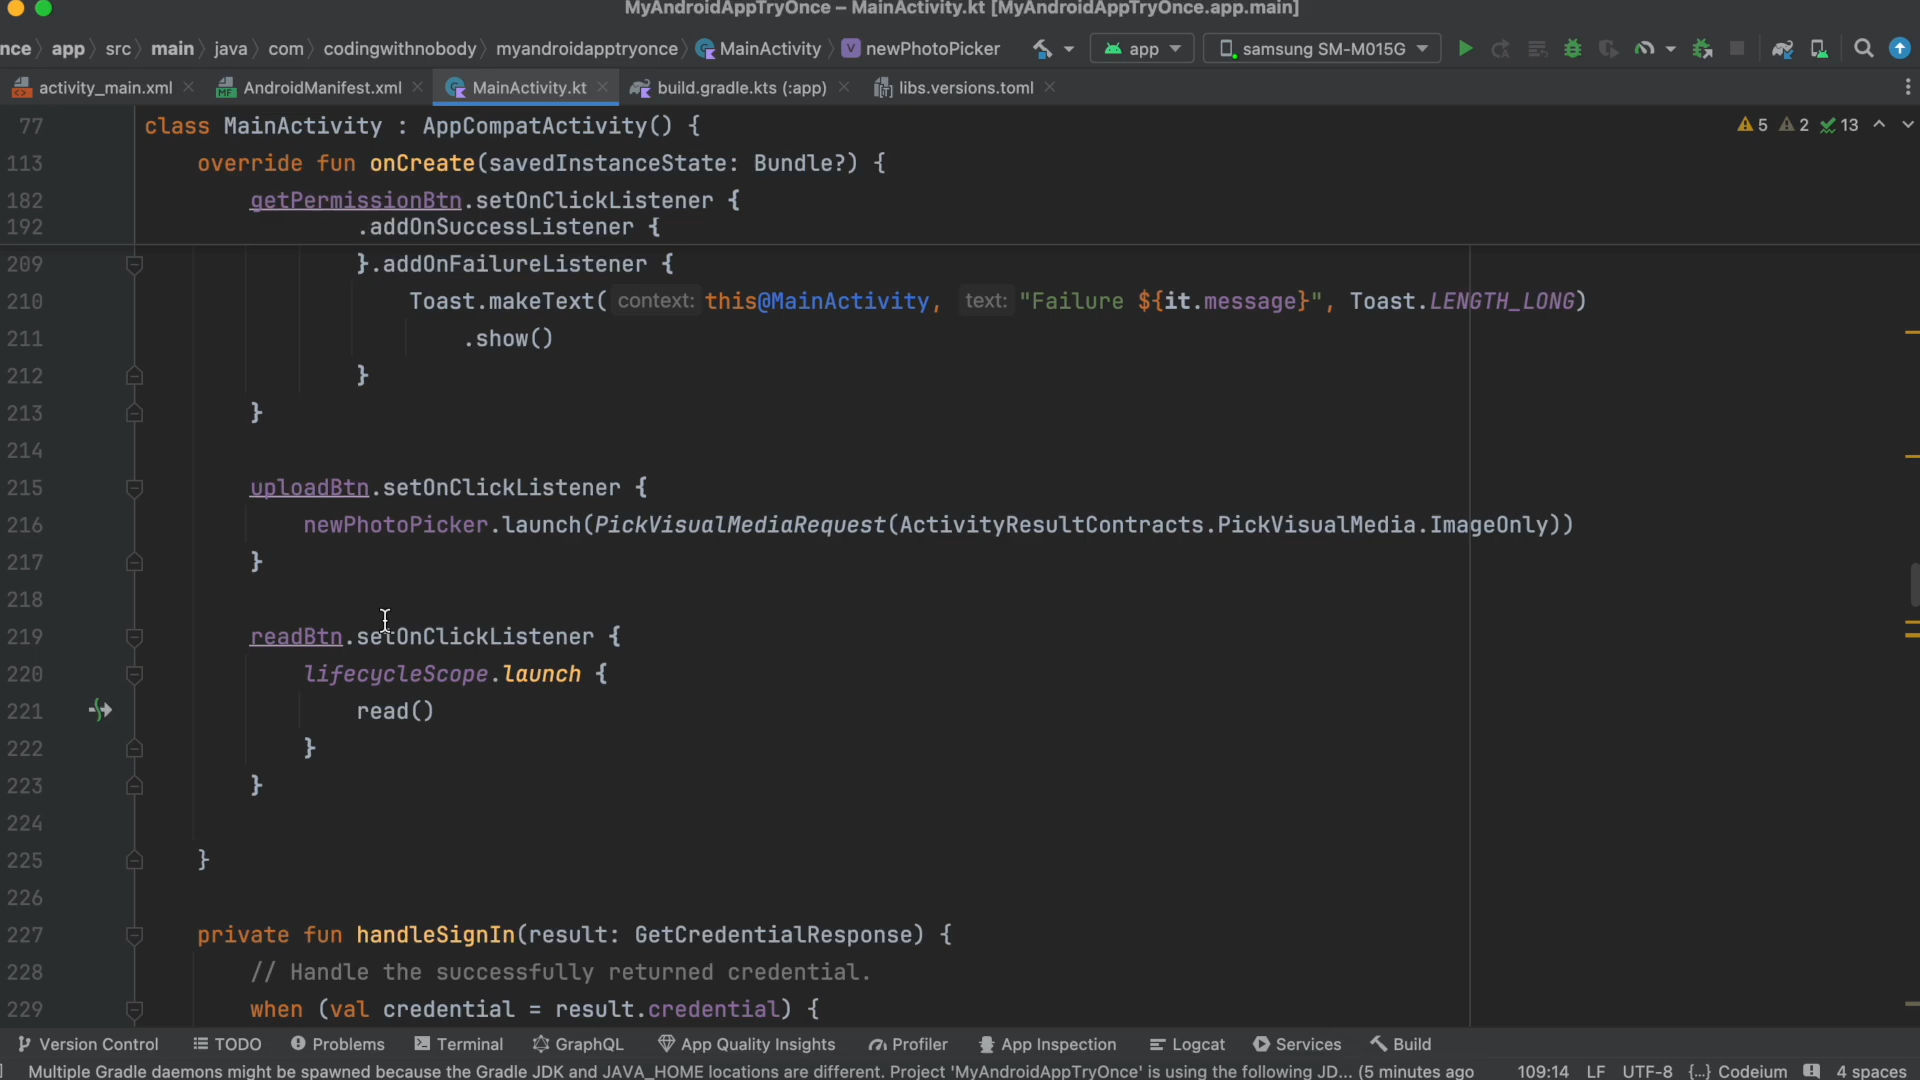 MyAndroidAppTryOnce – MainActivity.kt [MyAndroidAppTryOnce.app.main]
nce app src main java com codingwithnobody myandroidapptryonce MainActivity newPhotoPicker app samsung SM-M015G
activity_main.xml AndroidManifest.xml MainActivity.kt build.gradle.kts (:app) libs.versions.toml
77 class MainActivity : AppCompatActivity() { 5 2 13
113 override fun onCreate(savedInstanceState: Bundle?) {
182 getPermissionBtn.setOnClickListener {
192 .addOnSuccessListener {
209 }.addOnFailureListener {
210 Toast.makeText( context: this@MainActivity, text: "Failure ${it.message}", Toast.LENGTH_LONG)
211 .show()
212 }
213 }
214
215 uploadBtn.setOnClickListener {
216 newPhotoPicker.launch(PickVisualMediaRequest(ActivityResultContracts.PickVisualMedia.ImageOnly))
217 }
218
219 readBtn.setOnClickListener {
220 lifecycleScope.launch {
221 read()
222 }
223 }
224
225 }
226
227 private fun handleSignIn(result: GetCredentialResponse) {
228 // Handle the successfully returned credential.
229 when (val credential = result.credential) {
Version Control TODO Problems Terminal GraphQL App Quality Insights Profiler App Inspection Logcat Services Build
Multiple Gradle daemons might be spawned because the Gradle JDK and JAVA_HOME locations are different. Project 'MyAndroidAppTryOnce' is using the following JD... (5 minutes ago 109:14 LF UTF-8 {...} Codeium 4 spaces